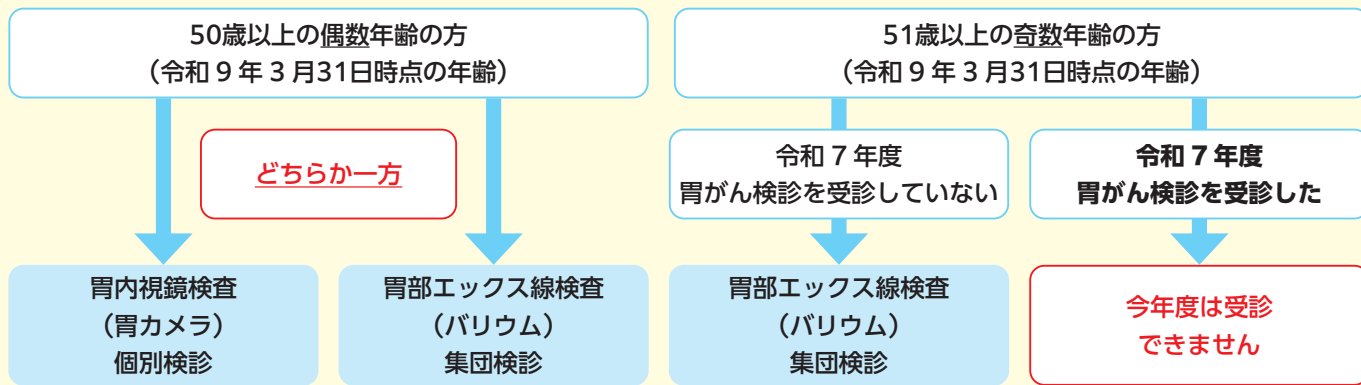 50歳以上の偶数年齢の方
（令和９年３月31日時点の年齢）
51歳以上の奇数年齢の方
（令和９年３月31日時点の年齢）
どちらか一方
令和７年度
胃がん検診を受診していない
令和７年度
胃がん検診を受診した
胃内視鏡検査
（胃カメラ）
個別検診
胃部エックス線検査
（バリウム）
集団検診
胃部エックス線検査
（バリウム）
集団検診
今年度は受診
できません